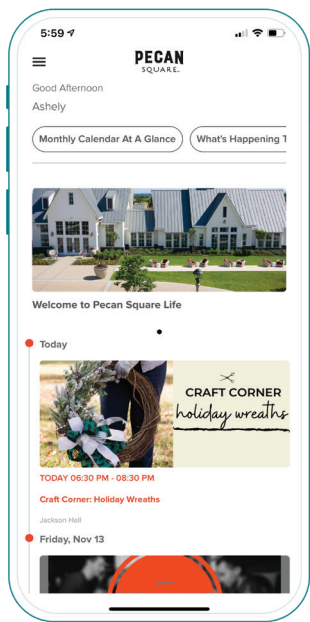 5:59
PECAN
SQUARE.
Good Afternoon
Ashely
Monthly Calendar At A Glance
What's Happening T
Welcome to Pecan Square Life
Today
CRAFT CORNER
holiday wreaths
TODAY 06:30 PM - 08:30 PM
Craft Corner: Holiday Wreaths
Jackson Hall
Friday, Nov 13